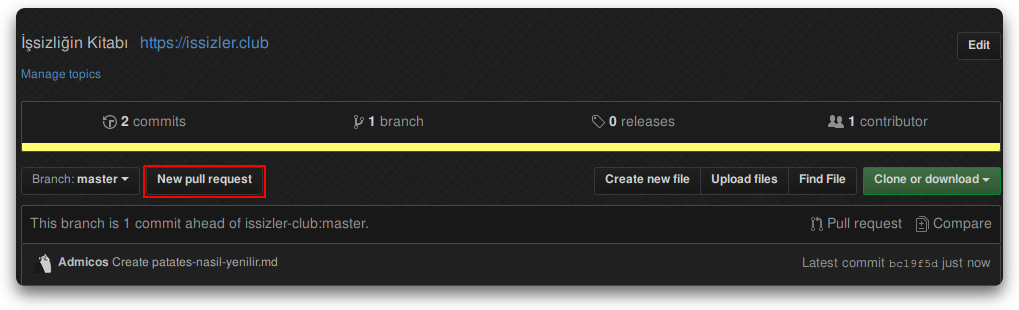 İşsizliğin Kitabı https://issizler.club
Edit
Manage topics
2 commits 1 branch 0 releases 1 contributor
Branch: master New pull request Create new file Upload files Find File Clone or download
This branch is 1 commit ahead of issizler-club:master. Pull request Compare
Admicos Create patates-nasil-yenilir.md Latest commit bc19f5d just now